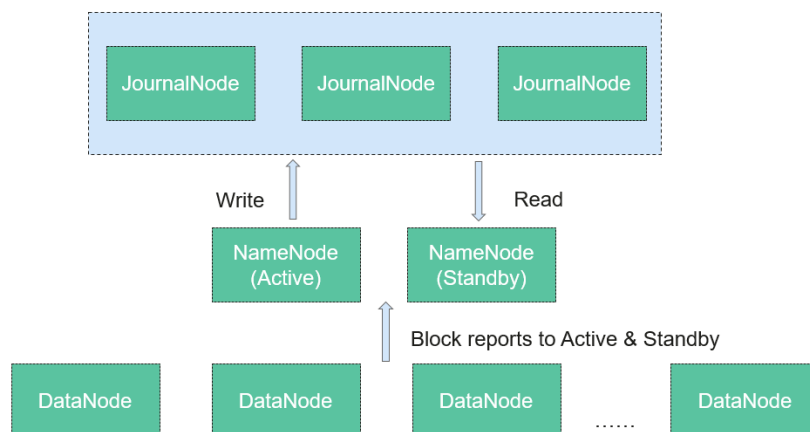 JournalNode JournalNode JournalNode
Write Read
NameNode
(Active)
NameNode
(Standby)
Block reports to Active & Standby
DataNode DataNode DataNode ...... DataNode